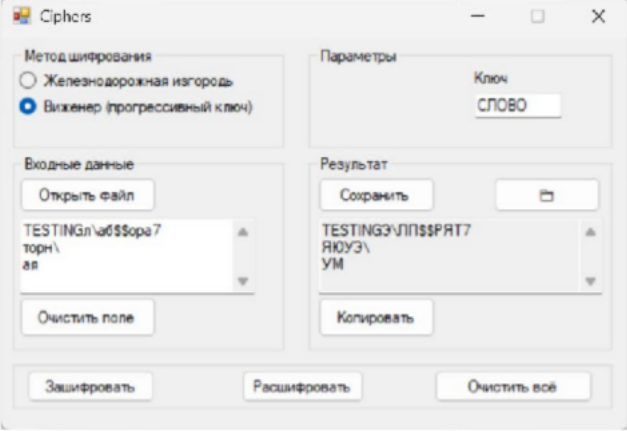 Ciphers
Метод шифрования
Железнодорожная изгородь
Виженер (прогрессивный ключ)
Параметры
Ключ
СЛОВО
Входные данные
Открыть файл
TESTINGл\аб$$ора7
торн\
ая
Очистить поле
Результат
Сохранить
TESTINGЭ\ЛП$$РЯТ7
ЯЮУЭ\
УМ
Копировать
Зашифровать
Расшифровать
Очистить всё